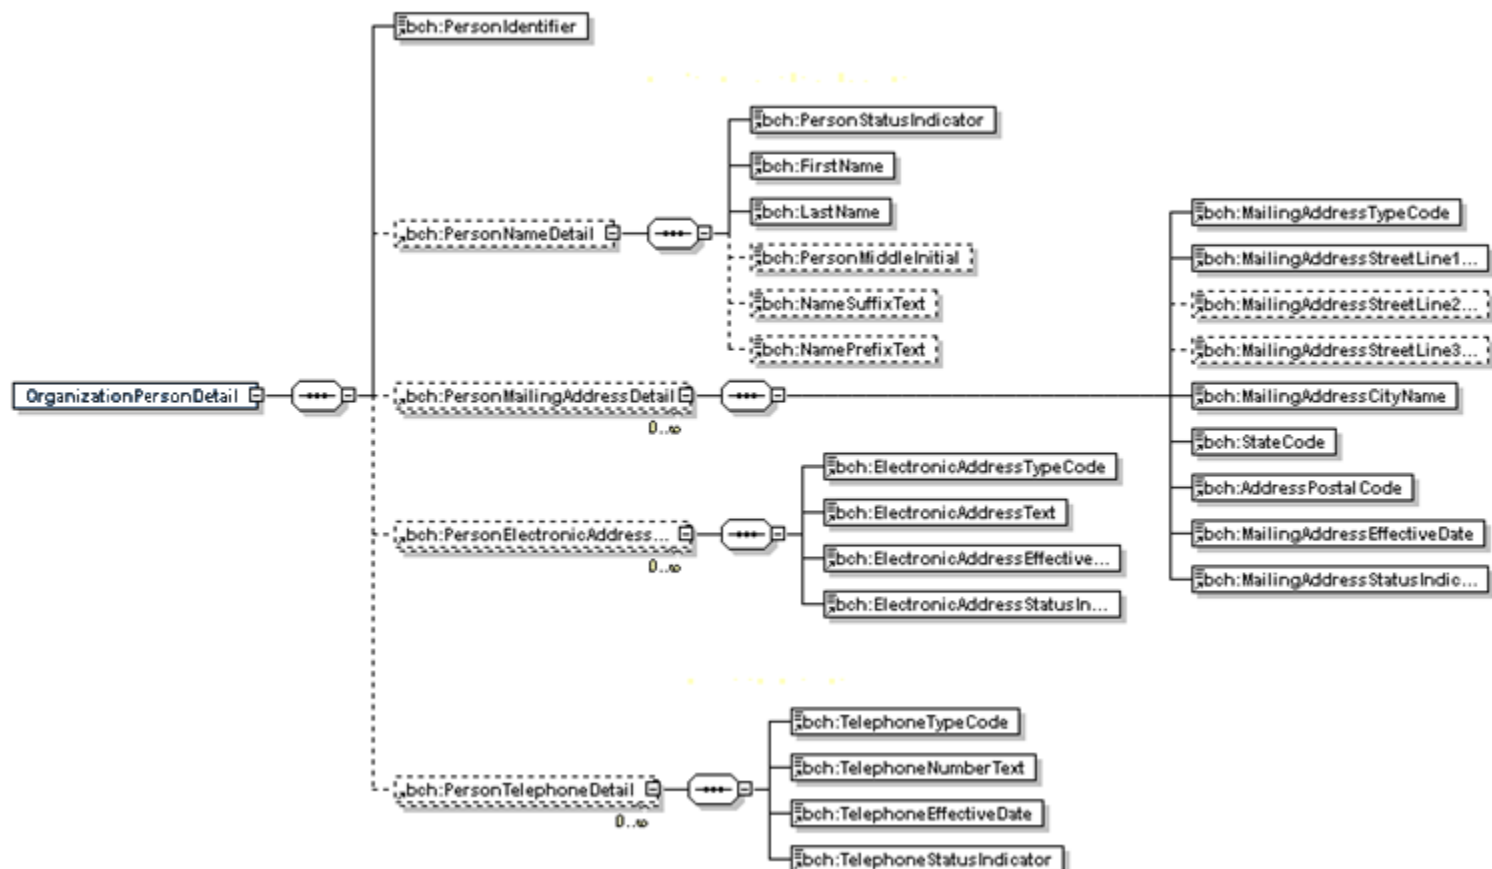 bch:PersonIdentifier
bch:PersonStatusIndicator
bch:FirstName
bch:LastName
bch:PersonNameDetail
bch:PersonMiddleInitial
bch:NameSuffixText
bch:NamePrefixText
OrganizationPersonDetail
bch:PersonMailingAddressDetail
0..∞
bch:MailingAddressTypeCode
bch:MailingAddressStreetLine1...
bch:MailingAddressStreetLine2...
bch:MailingAddressStreetLine3...
bch:MailingAddressCityName
bch:StateCode
bch:AddressPostalCode
bch:MailingAddressEffectiveDate
bch:MailingAddressStatusIndic...
bch:PersonElectronicAddress...
0..∞
bch:ElectronicAddressTypeCode
bch:ElectronicAddressText
bch:ElectronicAddressEffective...
bch:ElectronicAddressStatusIn...
bch:PersonTelephoneDetail
0..∞
bch:TelephoneTypeCode
bch:TelephoneNumberText
bch:TelephoneEffectiveDate
bch:TelephoneStatusIndicator